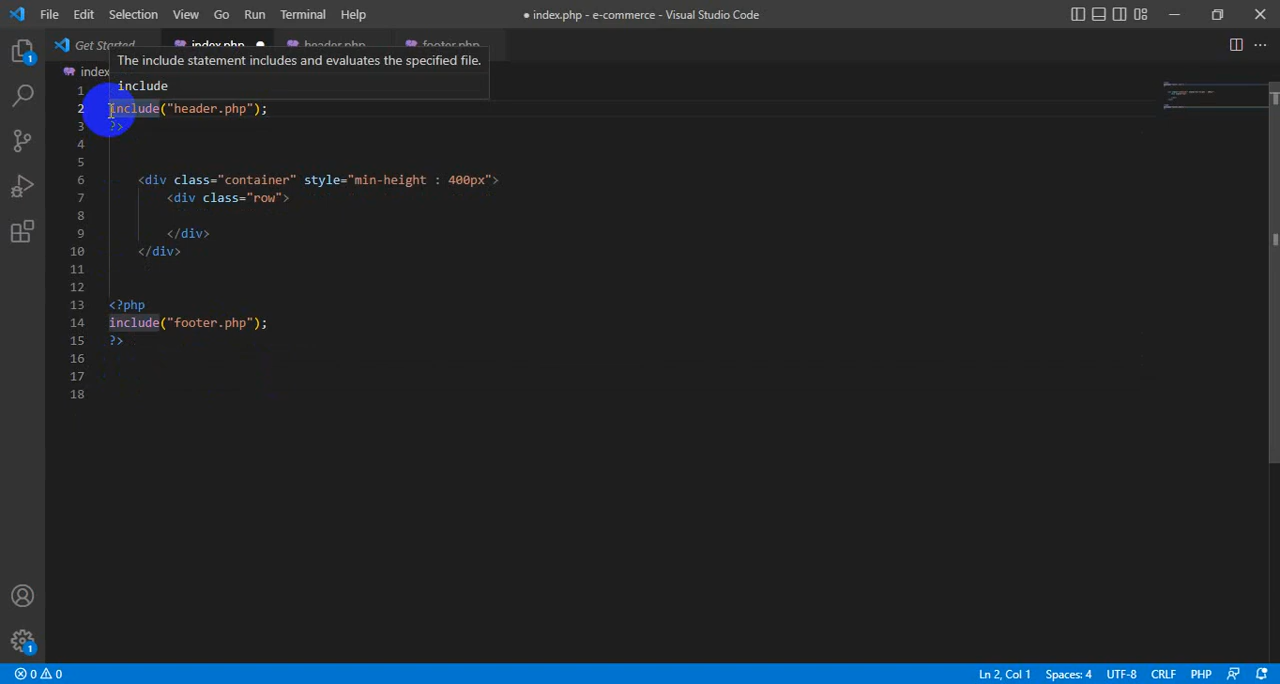 File Edit Selection View Go Run Terminal Help
● index.php - e-commerce - Visual Studio Code
Get Started index.php header.php footer.php
The include statement includes and evaluates the specified file.
index
include
1
2 include("header.php");
3 ?>
4
5
6 <div class="container" style="min-height : 400px">
7 <div class="row">
8
9 </div>
10 </div>
11
12
13 <?php
14 include("footer.php");
15 ?>
16
17
18
1
1
0 0 Ln 2, Col 1 Spaces: 4 UTF-8 CRLF PHP